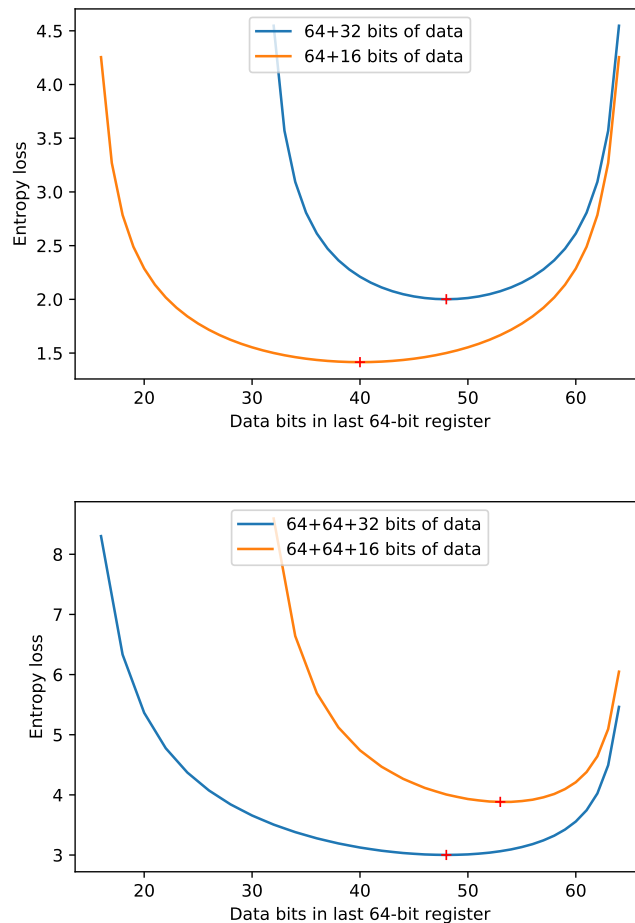 64+32 bits of data
64+16 bits of data
4.5
4.0
3.5
3.0
2.5
2.0
1.5
Entropy loss
20 30 40 50 60
Data bits in last 64-bit register
64+64+32 bits of data
64+64+16 bits of data
8
7
6
5
4
3
Entropy loss
20 30 40 50 60
Data bits in last 64-bit register